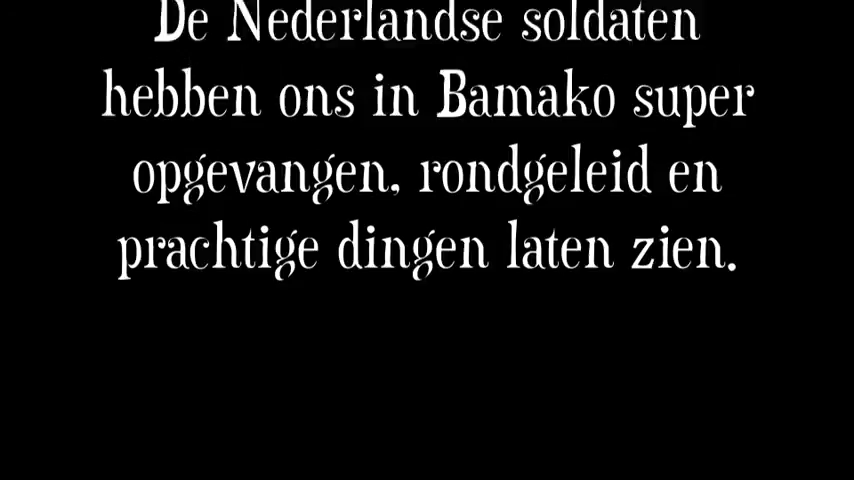 De Nederlandse soldaten
hebben ons in Bamako super
opgevangen, rondgeleid en
prachtige dingen laten zien.